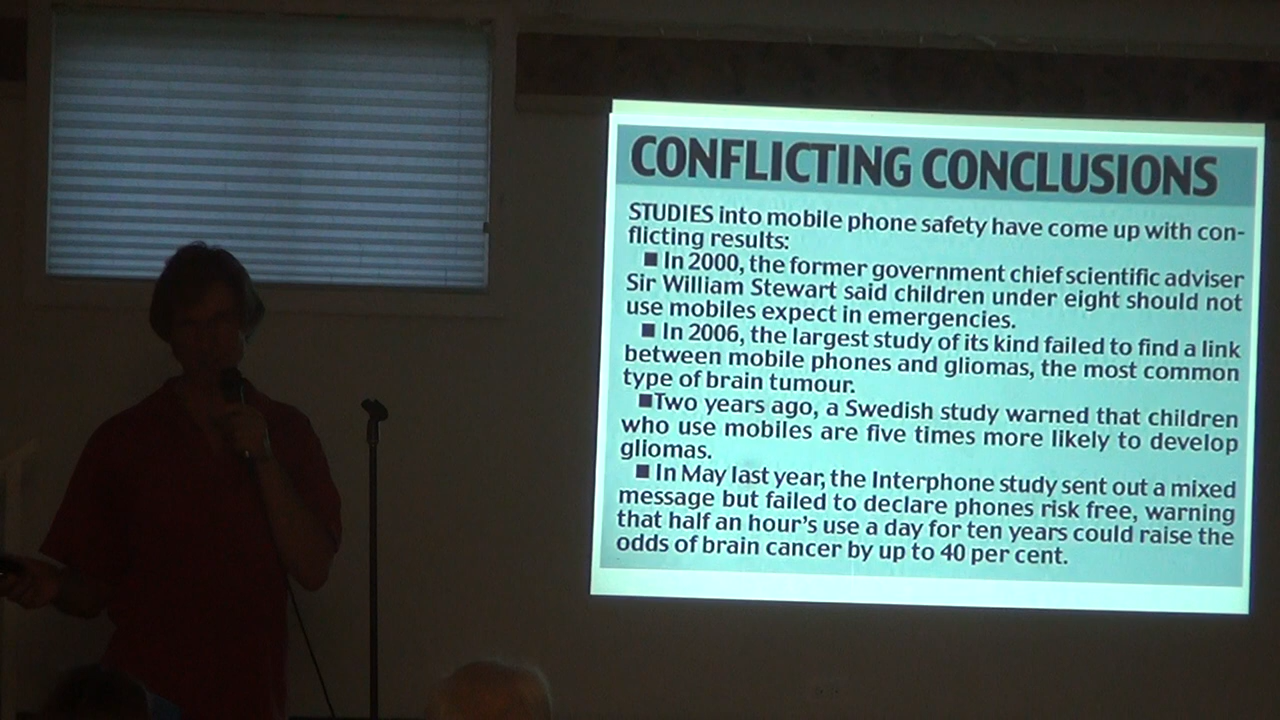 CONFLICTING CONCLUSIONS
STUDIES into mobile phone safety have come up with con-
flicting results:
■ In 2000, the former government chief scientific adviser
Sir William Stewart said children under eight should not
use mobiles expect in emergencies.
■ In 2006, the largest study of its kind failed to find a link
between mobile phones and gliomas, the most common
type of brain tumour.
■Two years ago, a Swedish study warned that children
who use mobiles are five times more likely to develop
gliomas.
■ In May last year, the Interphone study sent out a mixed
message but failed to declare phones risk free, warning
that half an hour's use a day for ten years could raise the
odds of brain cancer by up to 40 per cent.